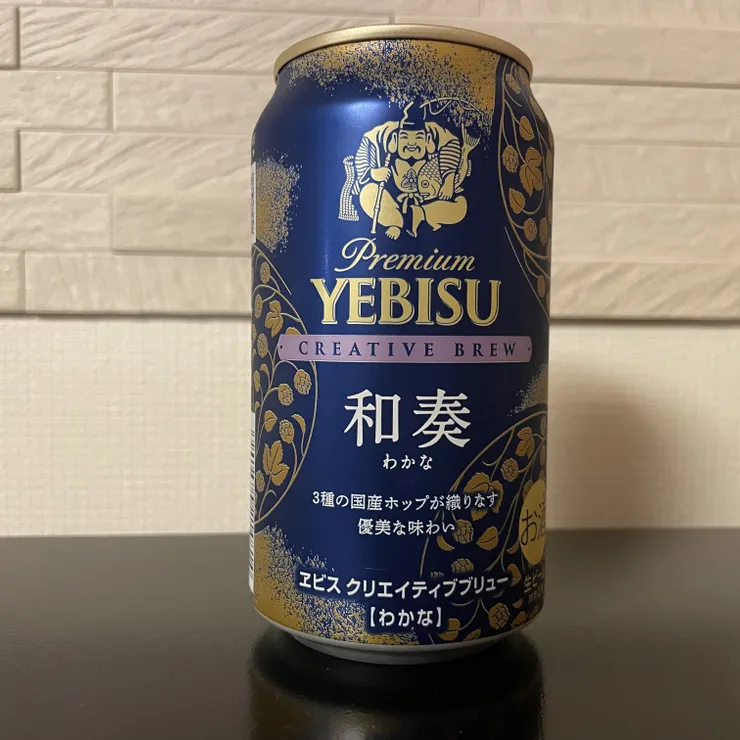 Premium
YEBISU
CREATIVE BREW
和奏
わかな
3種の国産ホップが織りなす
優美な味わい
お酒
ヱビス クリエイティブブリュー
【わかな】